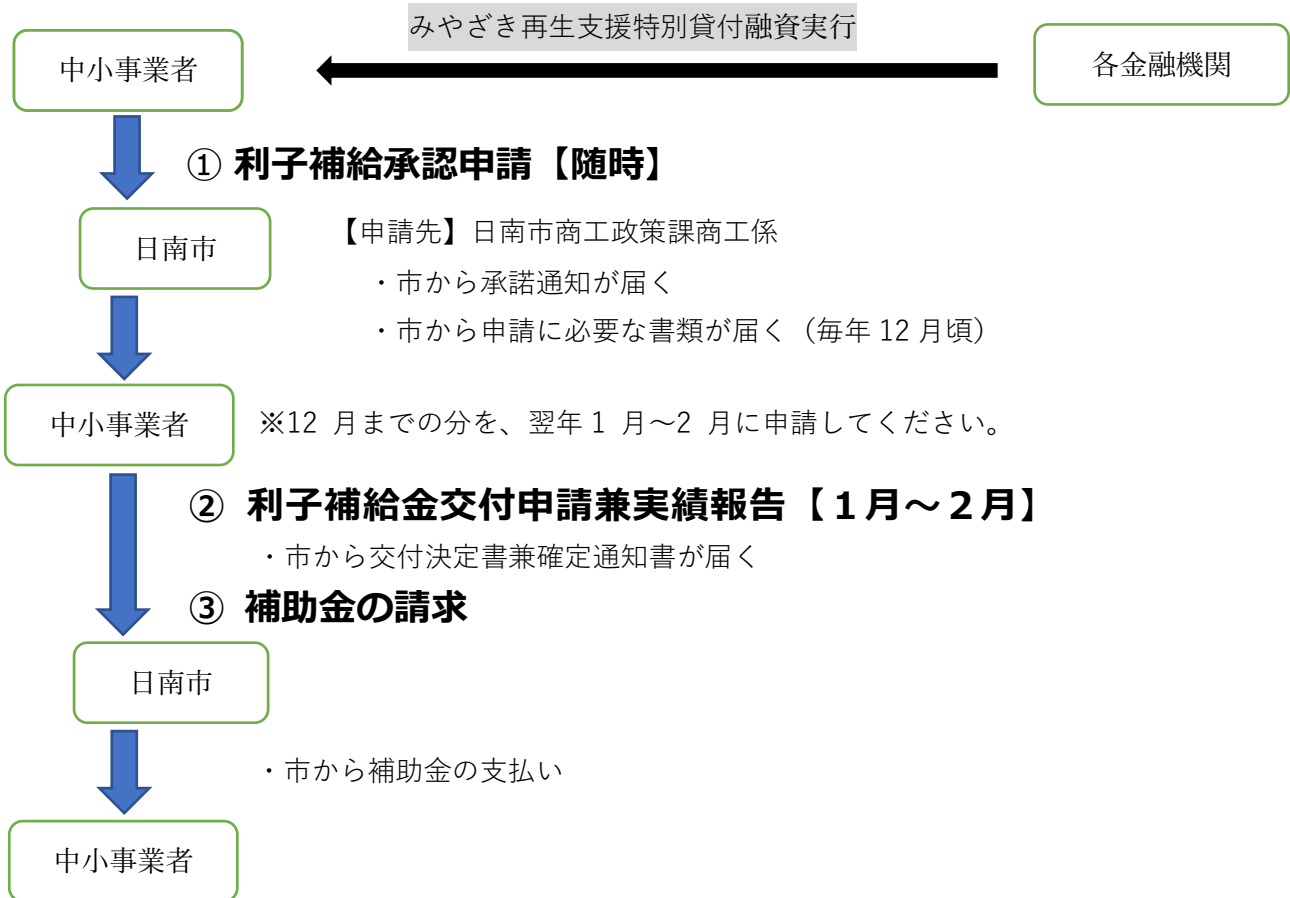 みやざき再生支援特別貸付融資実行
中小事業者
各金融機関
① 利子補給承認申請【随時】
日南市
【申請先】日南市商工政策課商工係
・市から承諾通知が届く
・市から申請に必要な書類が届く（毎年 12 月頃）
中小事業者
※12 月までの分を、翌年 1 月～2 月に申請してください。
② 利子補給金交付申請兼実績報告【１月～２月】
・市から交付決定書兼確定通知書が届く
③ 補助金の請求
日南市
・市から補助金の支払い
中小事業者